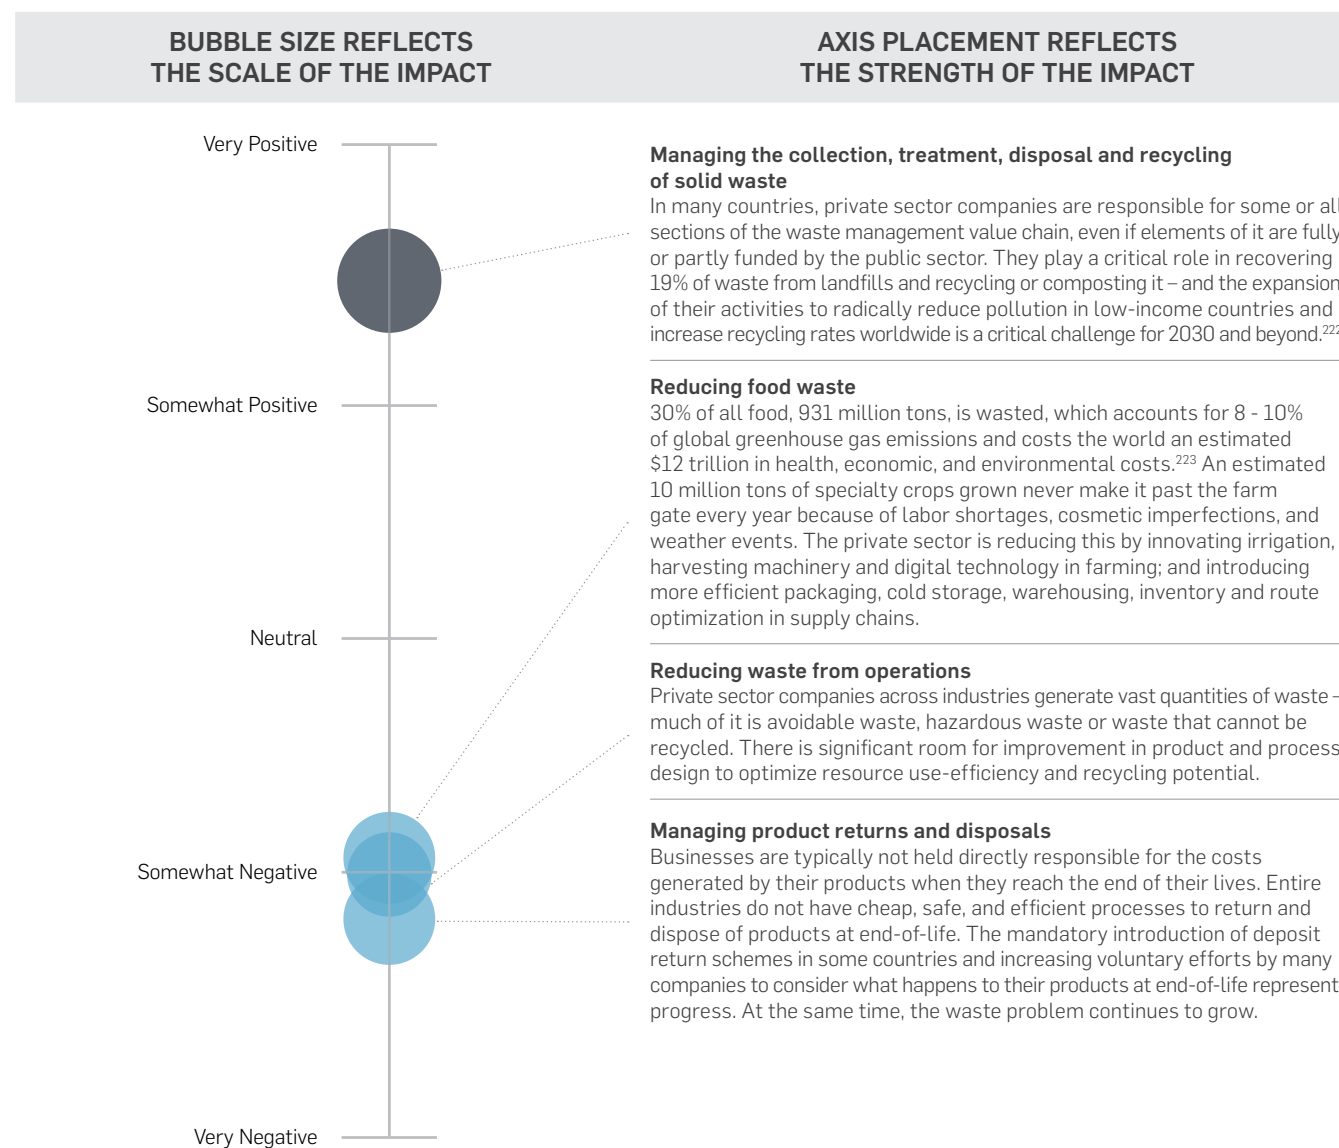 BUBBLE SIZE REFLECTS
THE SCALE OF THE IMPACT
AXIS PLACEMENT REFLECTS
THE STRENGTH OF THE IMPACT
Very Positive
Somewhat Positive
Neutral
Somewhat Negative
Very Negative
Managing the collection, treatment, disposal and recycling
of solid waste
In many countries, private sector companies are responsible for some or all
sections of the waste management value chain, even if elements of it are fully
or partly funded by the public sector. They play a critical role in recovering
19% of waste from landfills and recycling or composting it – and the expansion
of their activities to radically reduce pollution in low-income countries and
increase recycling rates worldwide is a critical challenge for 2030 and beyond.222
Reducing food waste
30% of all food, 931 million tons, is wasted, which accounts for 8 - 10%
of global greenhouse gas emissions and costs the world an estimated
$12 trillion in health, economic, and environmental costs.223 An estimated
10 million tons of specialty crops grown never make it past the farm
gate every year because of labor shortages, cosmetic imperfections, and
weather events. The private sector is reducing this by innovating irrigation,
harvesting machinery and digital technology in farming; and introducing
more efficient packaging, cold storage, warehousing, inventory and route
optimization in supply chains.
Reducing waste from operations
Private sector companies across industries generate vast quantities of waste –
much of it is avoidable waste, hazardous waste or waste that cannot be
recycled. There is significant room for improvement in product and process
design to optimize resource use-efficiency and recycling potential.
Managing product returns and disposals
Businesses are typically not held directly responsible for the costs
generated by their products when they reach the end of their lives. Entire
industries do not have cheap, safe, and efficient processes to return and
dispose of products at end-of-life. The mandatory introduction of deposit
return schemes in some countries and increasing voluntary efforts by many
companies to consider what happens to their products at end-of-life represent
progress. At the same time, the waste problem continues to grow.